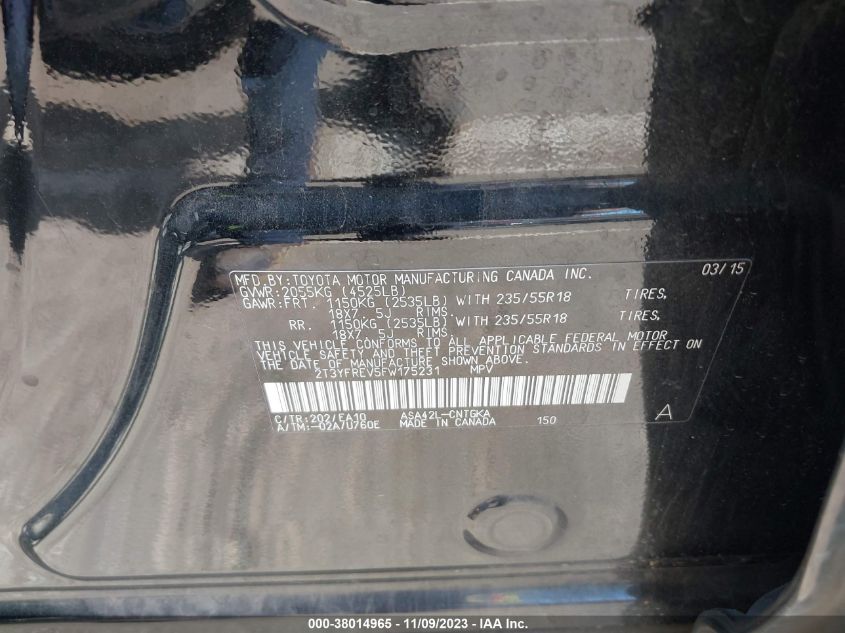 MFD.BY:TOYOTA MOTOR MANUFACTURING CANADA INC. 03/15
GVWR:2055KG (4525LB)
GAWR:FRT. 1150KG (2535LB) WITH 235/55R18 TIRES,
18X7. 5J RIMS.
RR. 1150KG (2535LB) WITH 235/55R18 TIRES,
18X7. 5J RIMS.
THIS VEHICLE CONFORMS TO ALL APPLICABLE FEDERAL MOTOR
VEHICLE SAFETY AND THEFT PREVENTION STANDARDS IN EFFECT ON
THE DATE OF MANUFACTURE SHOWN ABOVE.
2T3YFREV5FW175231 MPV
C/TR:202/EA10 ASA42L-CNTGKA A
A/TM:-02A7U760E MADE IN CANADA 150
000-38014965 - 11/09/2023 - IAA Inc.